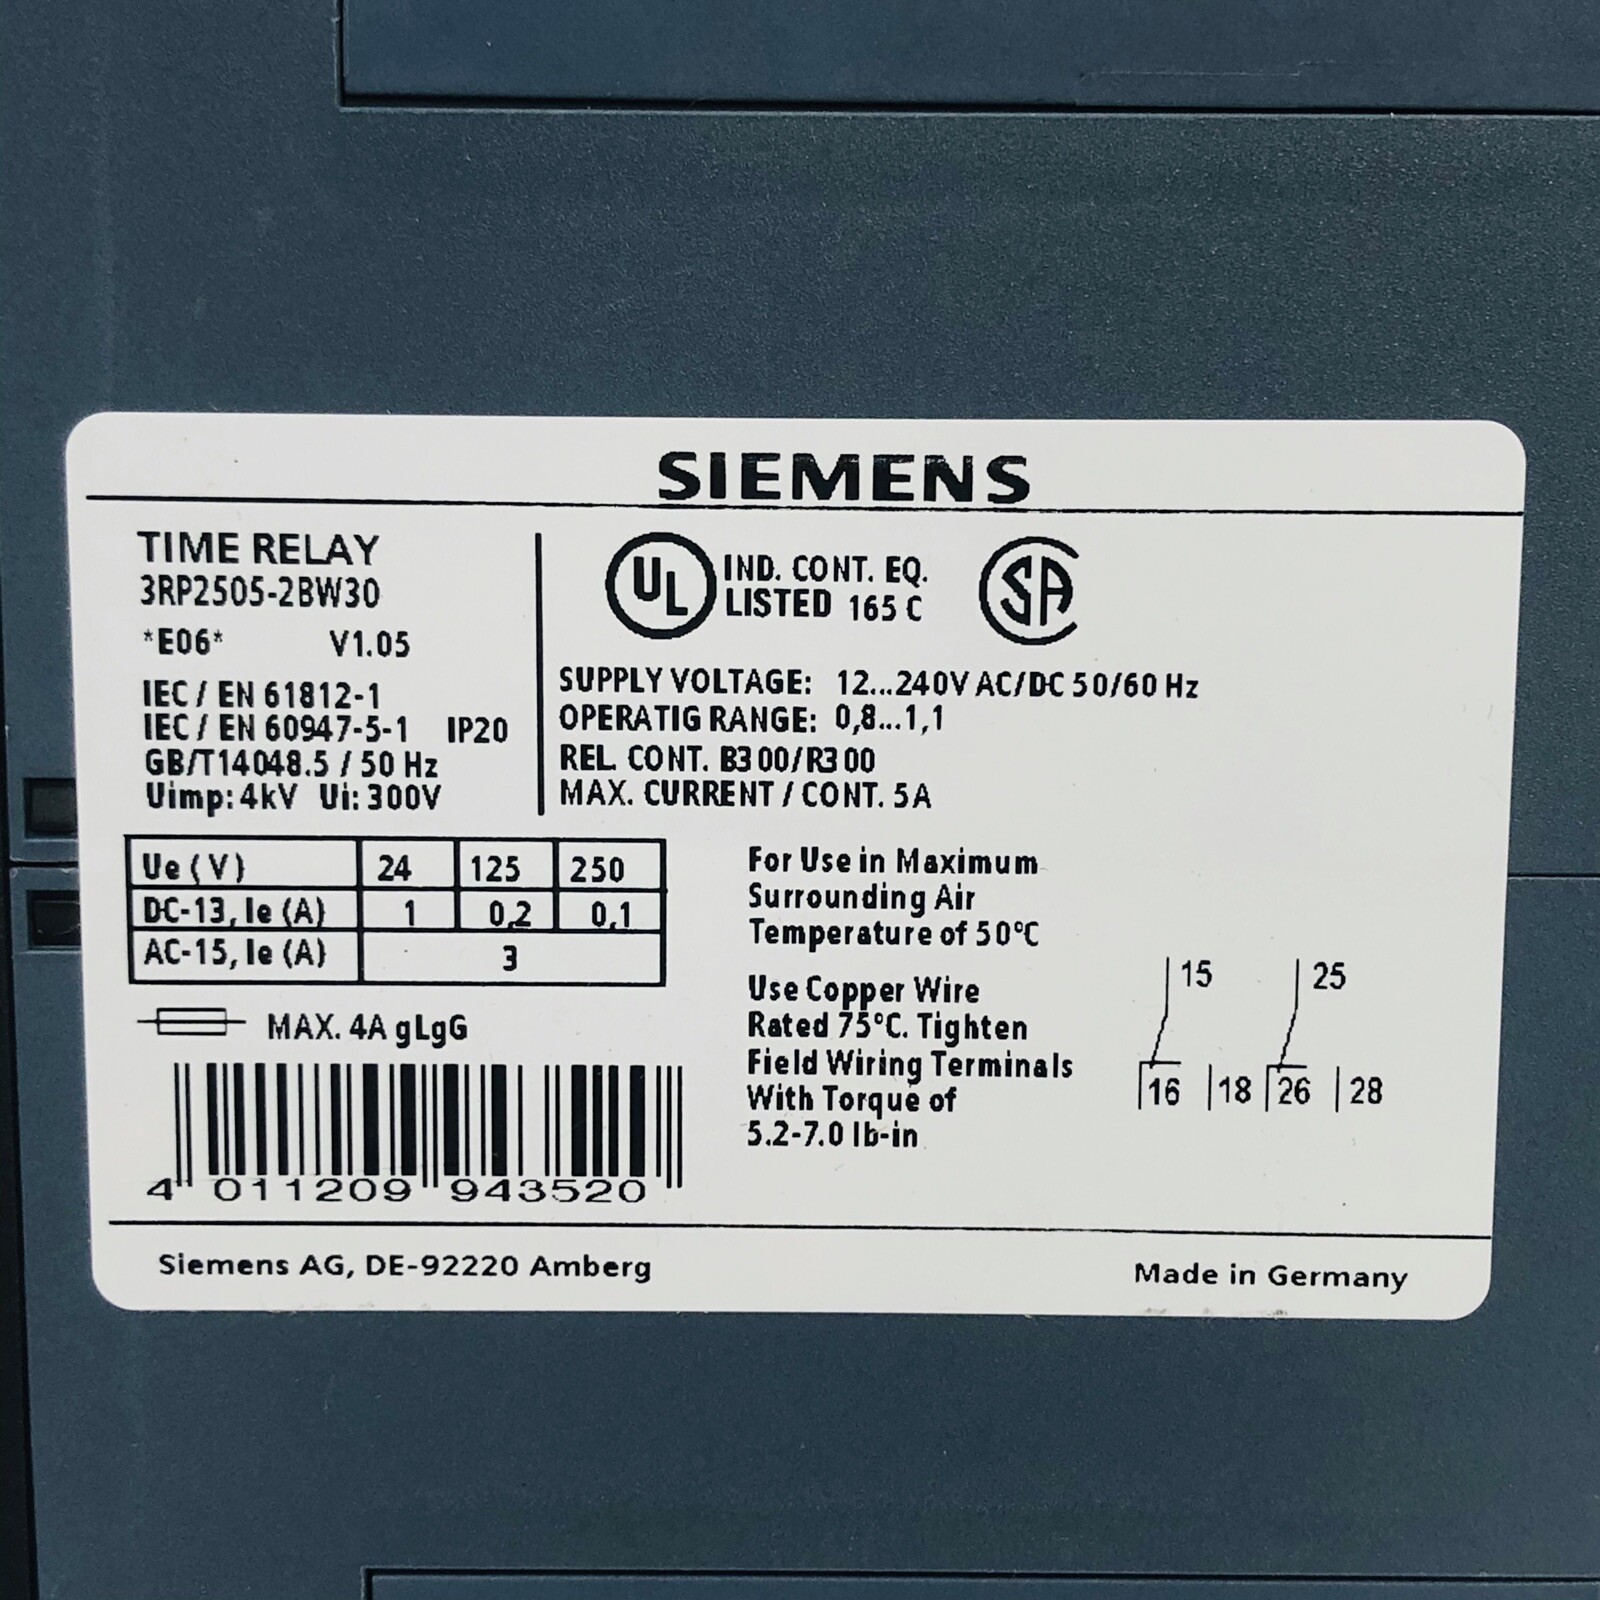 SIEMENS
TIME RELAY
3RP2505-2BW30
*E06* V1.05
IEC / EN 61812-1
IEC / EN 60947-5-1 IP20
GB/T14048.5 / 50 Hz
Uimp: 4kV Ui: 300V
UL IND. CONT. EQ.
LISTED 165 C
SA
SUPPLY VOLTAGE: 12...240V AC/DC 50/60 Hz
OPERATIG RANGE: 0,8...1,1
REL. CONT. B300/R300
MAX. CURRENT / CONT. 5A
Ue (V) 24 125 250
DC-13, Ie (A) 1 0,2 0,1
AC-15, Ie (A) 3
MAX. 4A gLgG
4 011209 943520
For Use in Maximum
Surrounding Air
Temperature of 50°C
Use Copper Wire
Rated 75°C. Tighten
Field Wiring Terminals
With Torque of
5.2-7.0 lb-in
15 25
16 18 26 28
Siemens AG, DE-92220 Amberg
Made in Germany